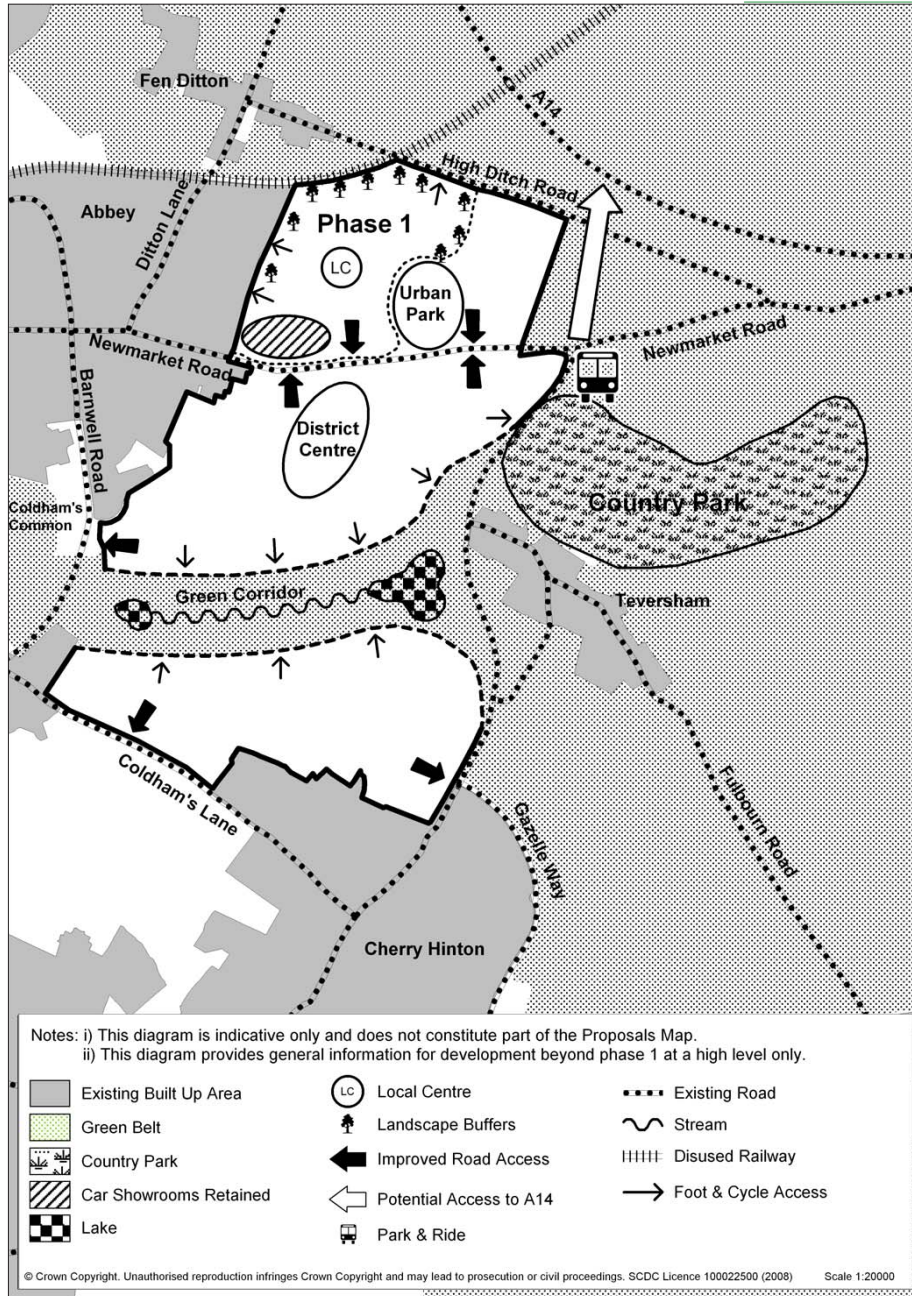 Fen Ditton
A14
High Ditch Road
Abbey
Ditton Lane
Phase 1
LC
Urban
Park
Newmarket Road
Newmarket Road
Barnwell Road
District
Centre
Coldham's
Common
Country Park
Green Corridor
Teversham
Coldham's Lane
Gazelle Way
Fulbourn Road
Cherry Hinton
Notes: i) This diagram is indicative only and does not constitute part of the Proposals Map.
ii) This diagram provides general information for development beyond phase 1 at a high level only.
Existing Built Up Area
Green Belt
Country Park
Car Showrooms Retained
Lake
LC Local Centre
Landscape Buffers
Improved Road Access
Potential Access to A14
Park & Ride
Existing Road
Stream
Disused Railway
Foot & Cycle Access
© Crown Copyright. Unauthorised reproduction infringes Crown Copyright and may lead to prosecution or civil proceedings. SCDC Licence 100022500 (2008) Scale 1:20000